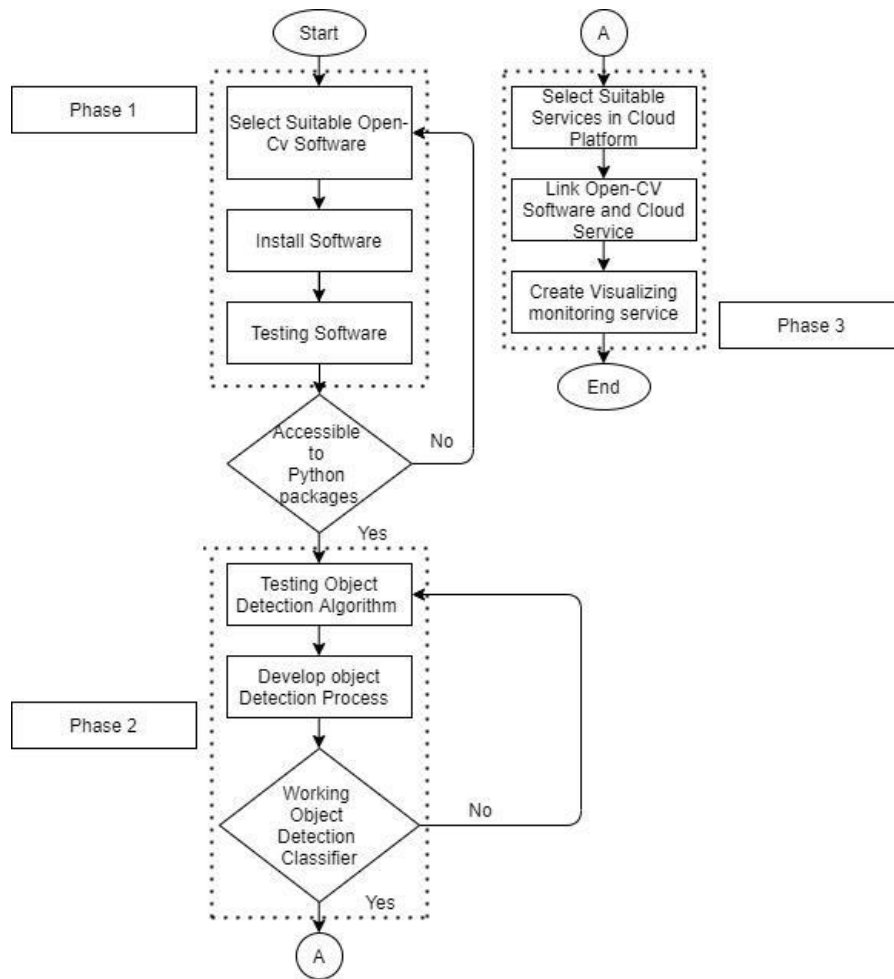 Start
Phase 1
Select Suitable Open-
Cv Software
Install Software
Testing Software
Accessible
to
Python
packages
No
Yes
Testing Object
Detection Algorithm
Develop object
Detection Process
Phase 2
Working
Object
Detection
Classifier
No
Yes
A
A
Select Suitable
Services in Cloud
Platform
Link Open-CV
Software and Cloud
Service
Create Visualizing
monitoring service
Phase 3
End